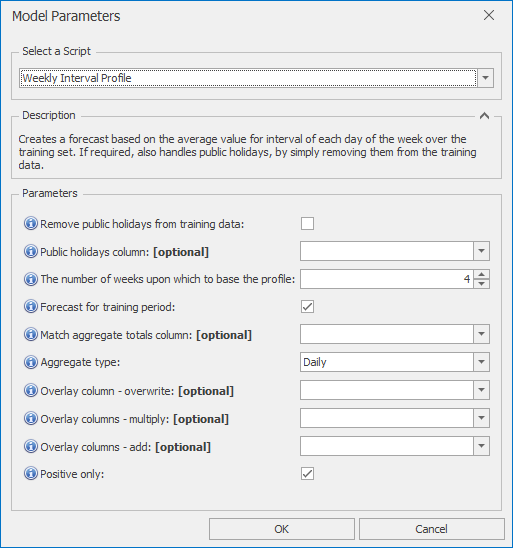 Model Parameters
Select a Script
Weekly Interval Profile
Description
Creates a forecast based on the average value for interval of each day of the week over the
training set. If required, also handles public holidays, by simply removing them from the training
data.
Parameters
Remove public holidays from training data:
Public holidays column: [optional]
The number of weeks upon which to base the profile: 4
Forecast for training period:
Match aggregate totals column: [optional]
Aggregate type: Daily
Overlay column - overwrite: [optional]
Overlay columns - multiply: [optional]
Overlay columns - add: [optional]
Positive only:
OK Cancel